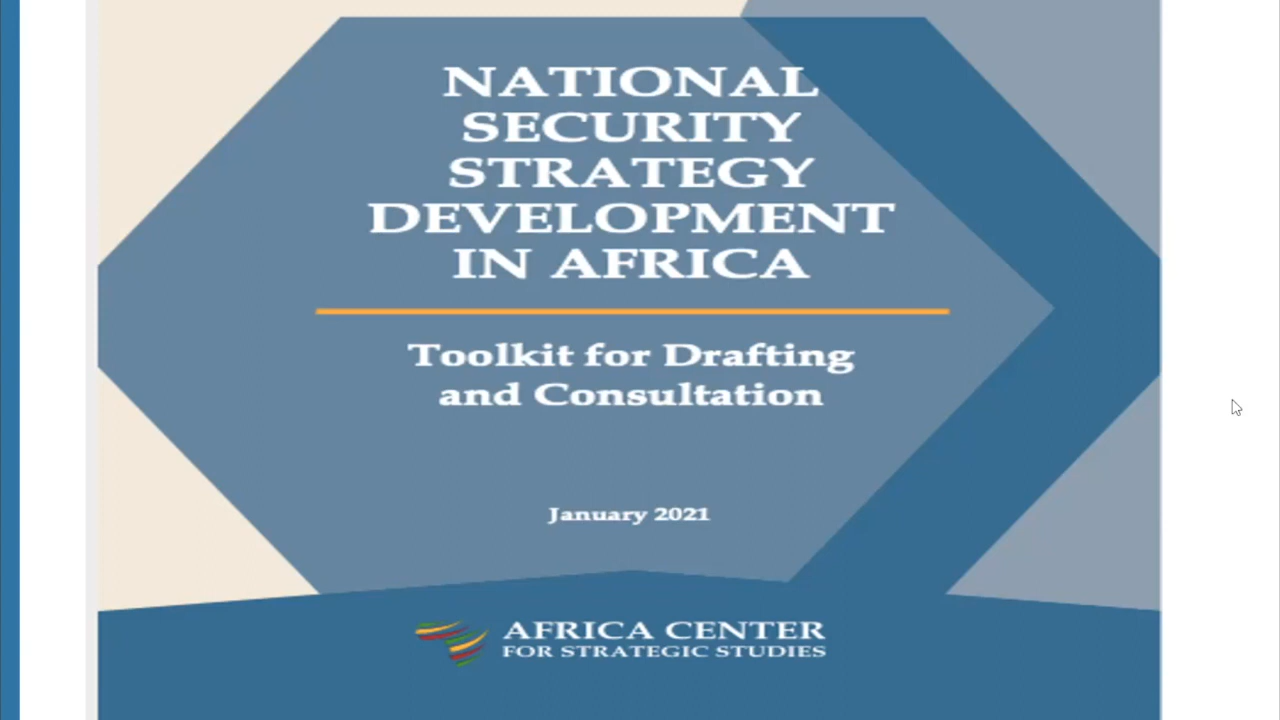 NATIONAL
SECURITY
STRATEGY
DEVELOPMENT
IN AFRICA
Toolkit for Drafting
and Consultation
January 2021
AFRICA CENTER
FOR STRATEGIC STUDIES